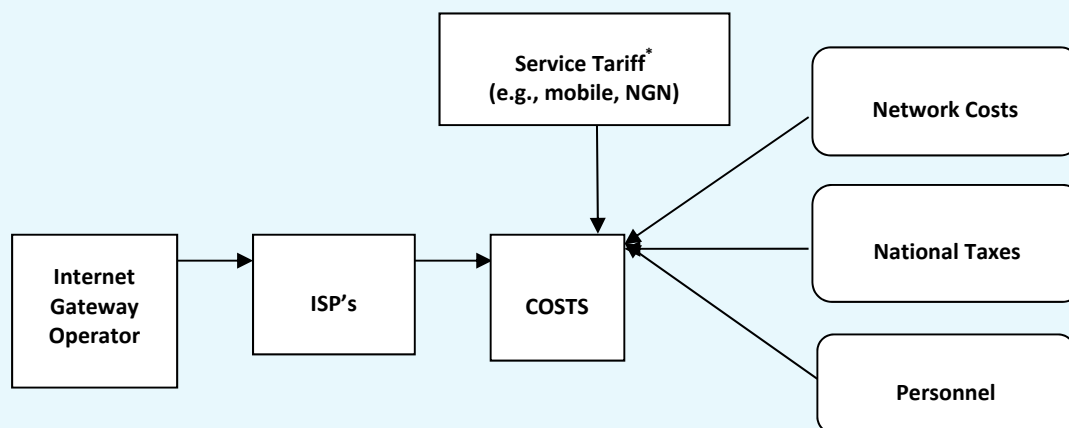 Service Tariff*
(e.g., mobile, NGN)
Network Costs
National Taxes
Internet
Gateway
Operator
ISP’s
COSTS
Personnel